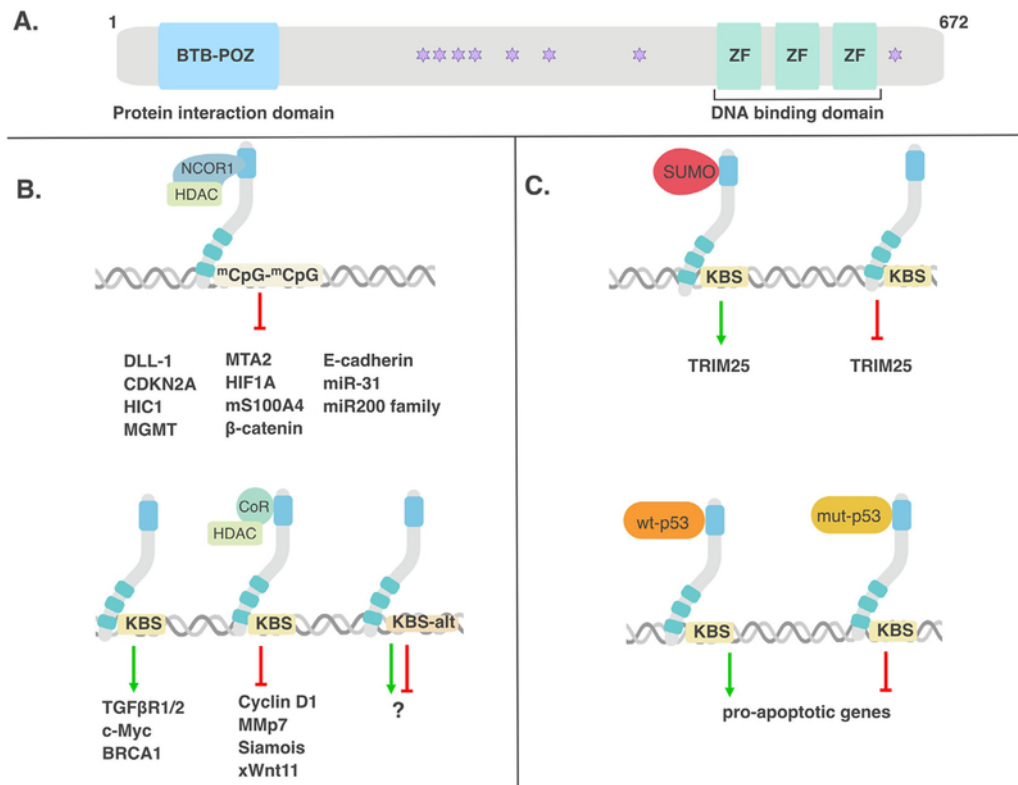 A.
1
672
BTB-POZ
ZF
ZF
ZF
Protein interaction domain
DNA binding domain
B.
NCOR1
HDAC
mCpG-mCpG
DLL-1
CDKN2A
HIC1
MGMT
MTA2
HIF1A
mS100A4
β-catenin
E-cadherin
miR-31
miR200 family
CoR
HDAC
KBS
KBS
KBS-alt
TGFβR1/2
c-Myc
BRCA1
Cyclin D1
MMp7
Siamois
xWnt11
?
C.
SUMO
KBS
KBS
TRIM25
TRIM25
wt-p53
mut-p53
KBS
KBS
pro-apoptotic genes